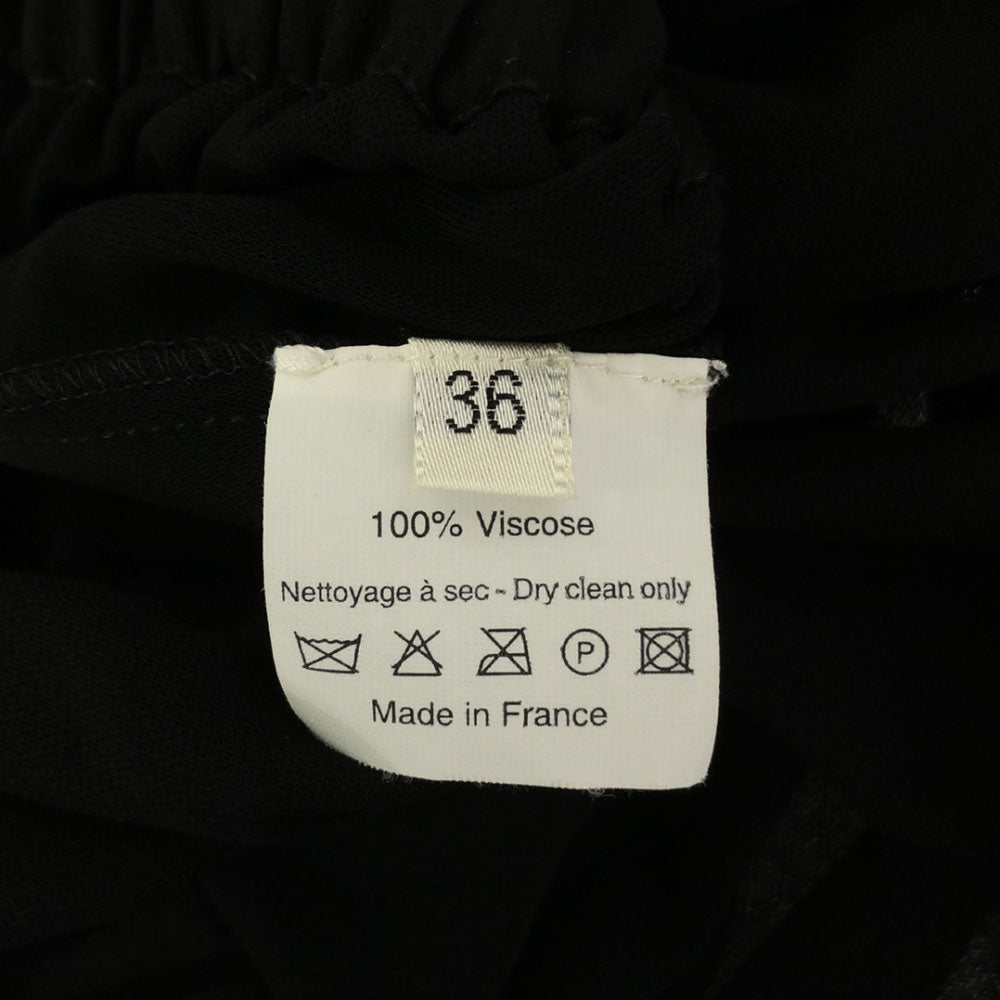 36
100% Viscose
Nettoyage à sec - Dry clean only
P
Made in France